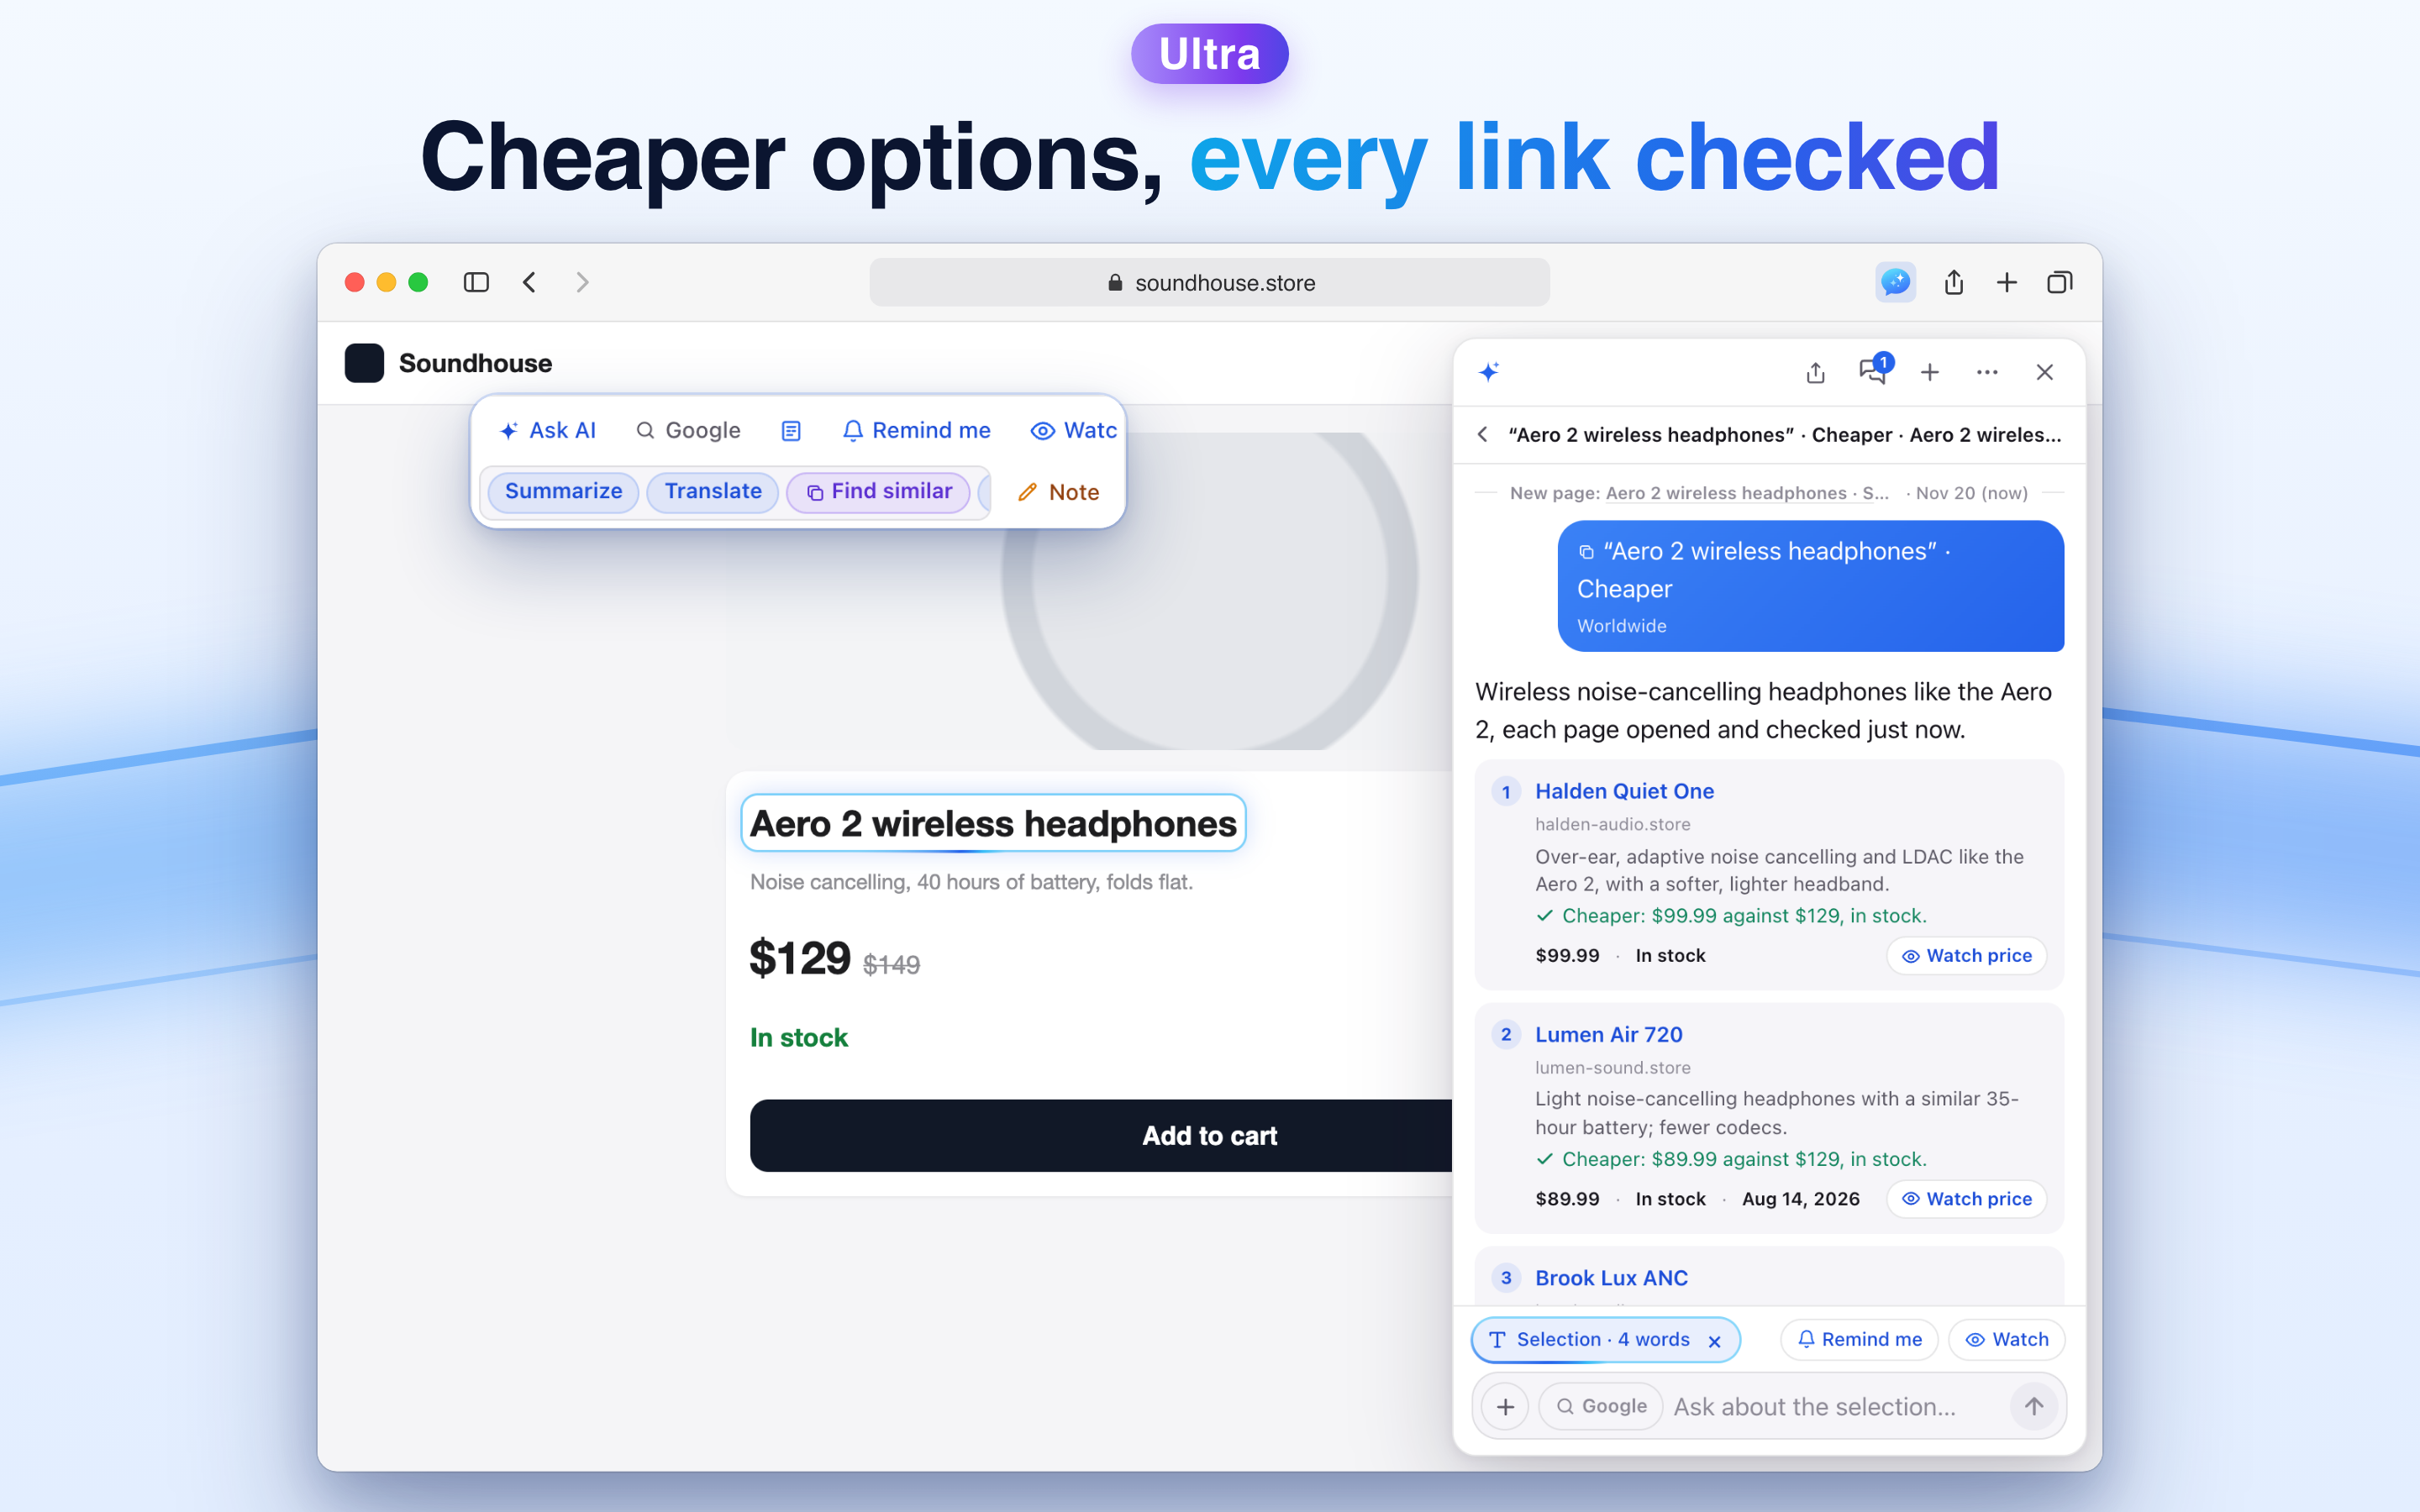 Ultra
Cheaper options, every link checked
soundhouse.store
Soundhouse
Ask AI Google Remind me Watc
Summarize Translate Find similar Note
Aero 2 wireless headphones
Noise cancelling, 40 hours of battery, folds flat.
$129 $149
In stock
Add to cart
1
“Aero 2 wireless headphones” · Cheaper · Aero 2 wireles...
New page: Aero 2 wireless headphones · S... · Nov 20 (now)
“Aero 2 wireless headphones” ·
Cheaper
Worldwide
Wireless noise-cancelling headphones like the Aero
2, each page opened and checked just now.
1 Halden Quiet One
halden-audio.store
Over-ear, adaptive noise cancelling and LDAC like the
Aero 2, with a softer, lighter headband.
✓ Cheaper: $99.99 against $129, in stock.
$99.99 · In stock Watch price
2 Lumen Air 720
lumen-sound.store
Light noise-cancelling headphones with a similar 35-
hour battery; fewer codecs.
✓ Cheaper: $89.99 against $129, in stock.
$89.99 · In stock · Aug 14, 2026 Watch price
3 Brook Lux ANC
Selection · 4 words × Remind me Watch
Google Ask about the selection...